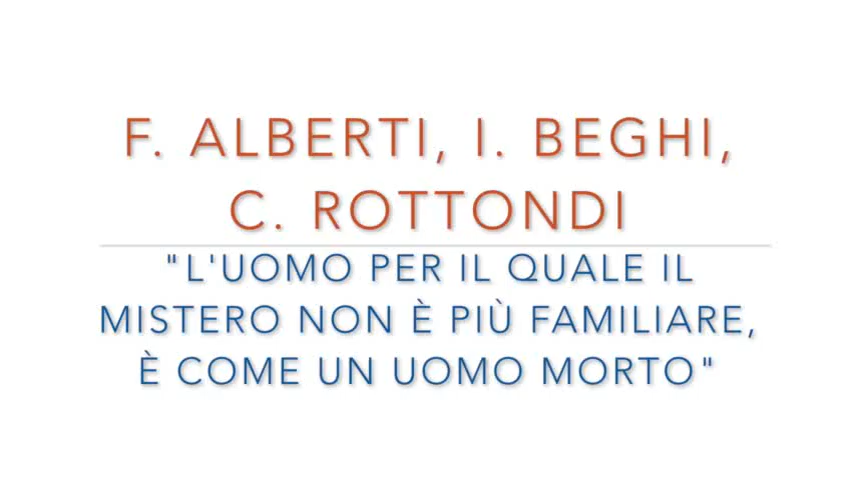 F. ALBERTI, I. BEGHI,
C. ROTTONDI
"L'UOMO PER IL QUALE IL
MISTERO NON È PIÙ FAMILIARE,
È COME UN UOMO MORTO"